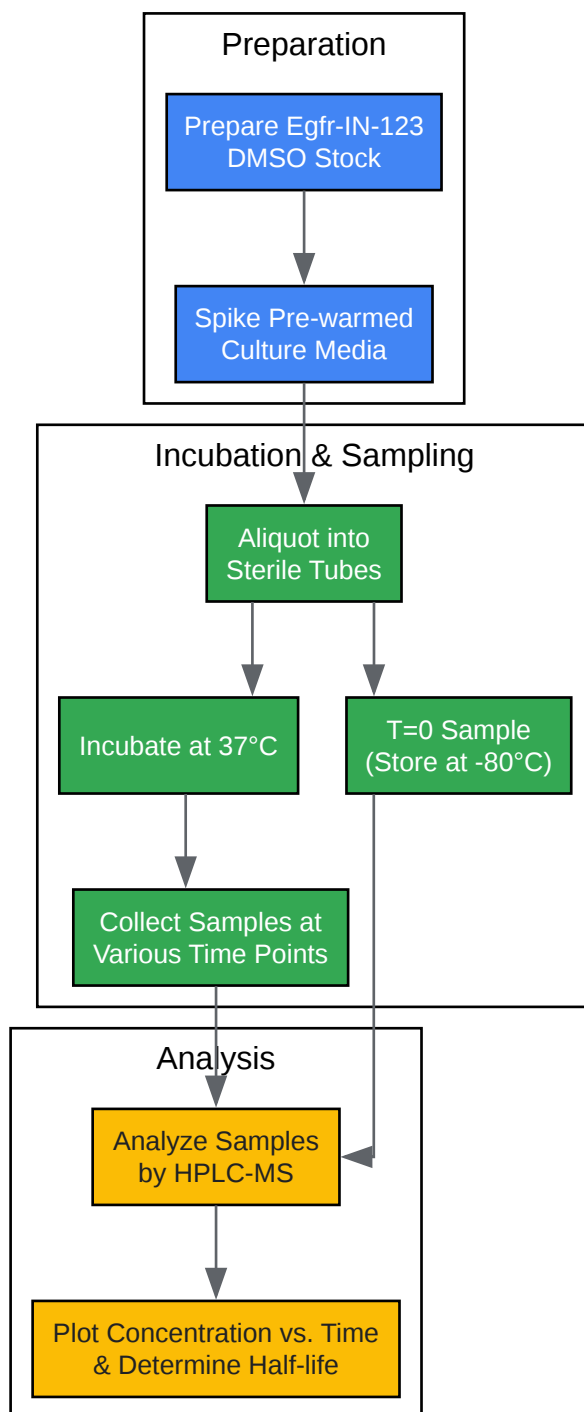 Preparation
Prepare Egfr-IN-123
DMSO Stock
Spike Pre-warmed
Culture Media
Incubation & Sampling
Aliquot into
Sterile Tubes
Incubate at 37°C
T=0 Sample
(Store at -80°C)
Collect Samples at
Various Time Points
Analysis
Analyze Samples
by HPLC-MS
Plot Concentration vs. Time
& Determine Half-life